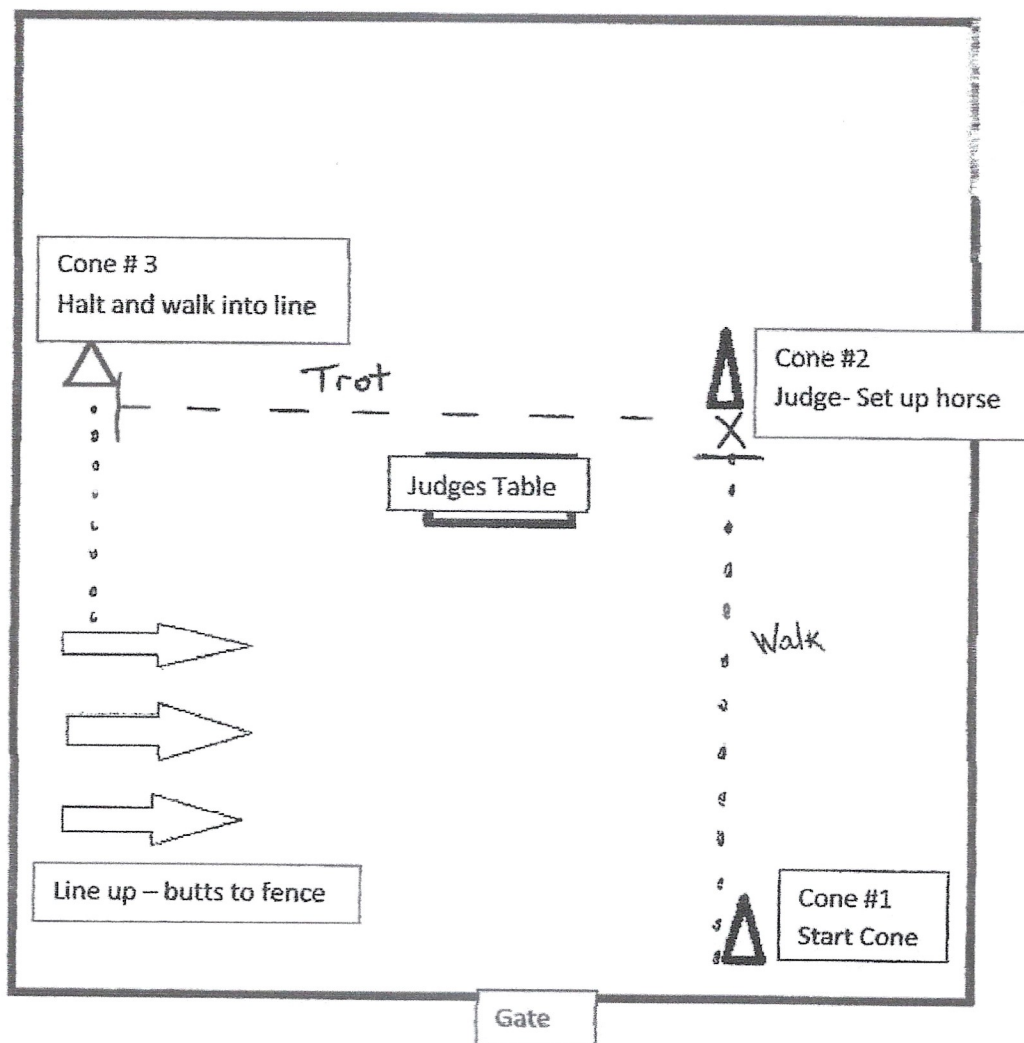 Cone # 3
Halt and walk into line
Trot
Cone #2
Judge- Set up horse
X
Judges Table
Walk
Line up – butts to fence
Cone #1
Start Cone
Gate